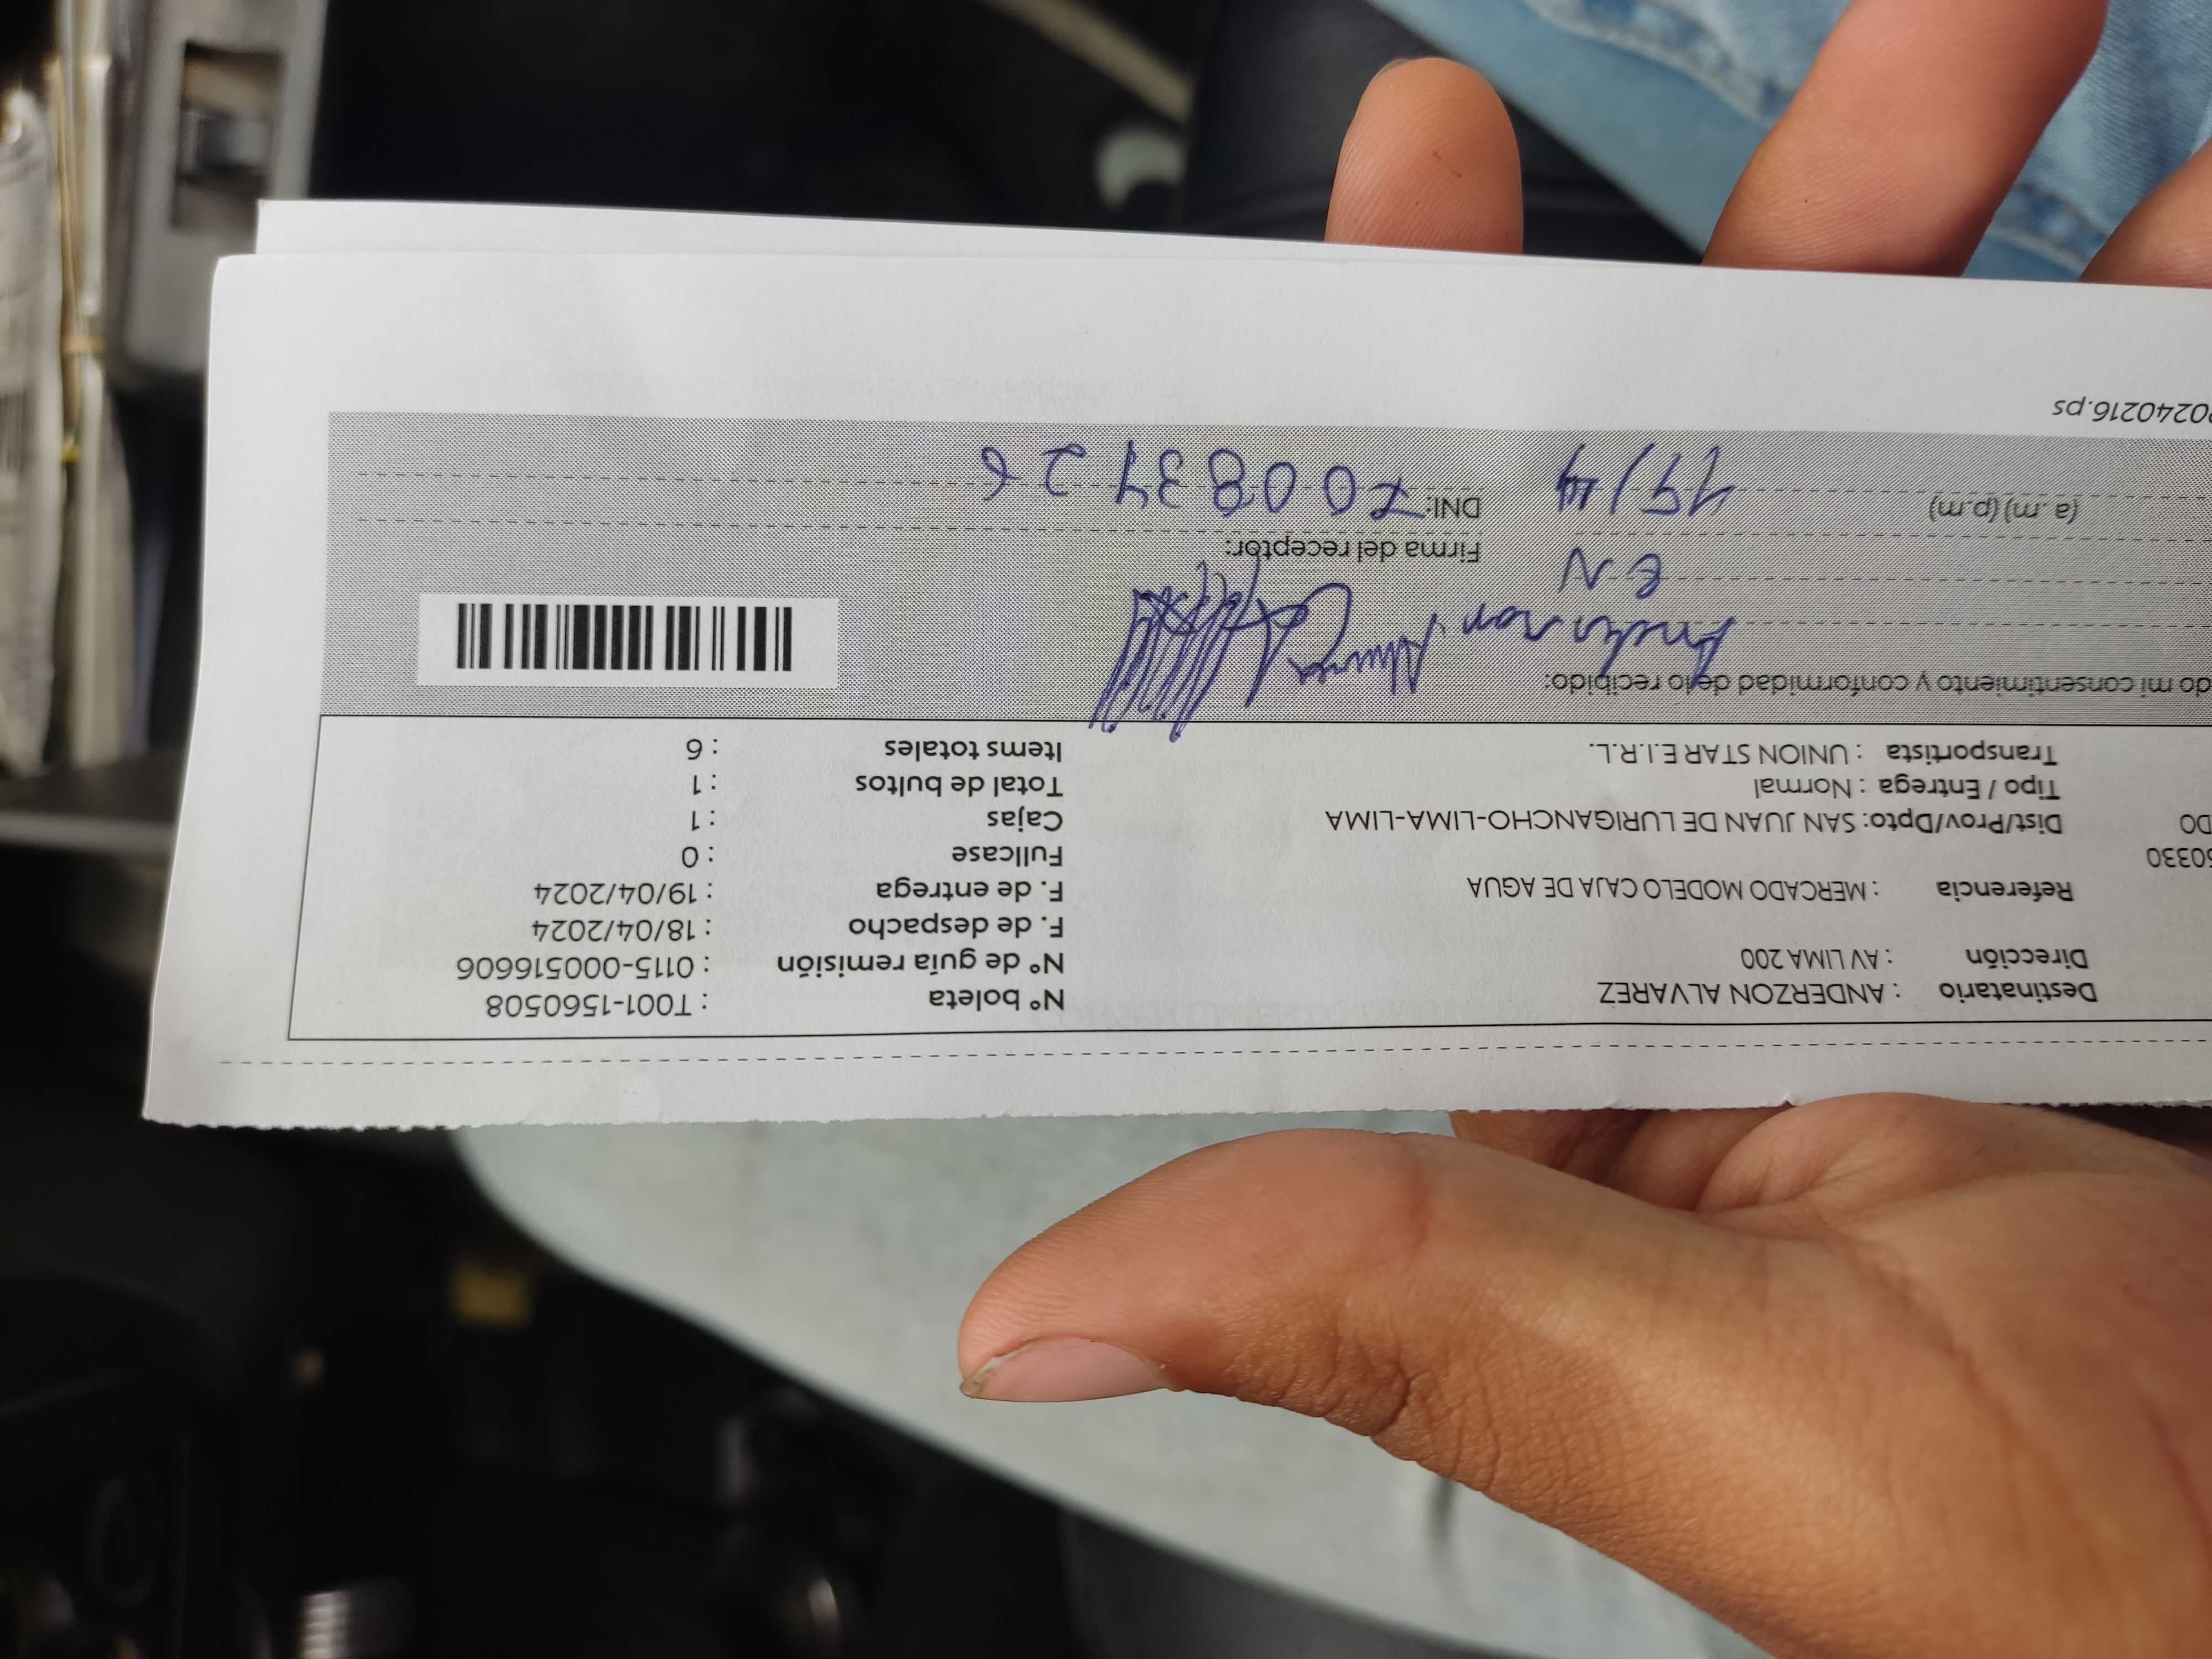 Destinatario : ANDERZON ALVAREZ
Dirección : AV LIMA 200
Referencia : MERCADO MODELO CAJA DE AGUA
60330
DO
Dist/Prov/Dpto: SAN JUAN DE LURIGANCHO-LIMA-LIMA
Tipo / Entrega : Normal
Transportista : UNION STAR E.I.R.L.
N° boleta : T001-1560508
N° de guía remisión : 0115-000516606
F. de despacho : 18/04/2024
F. de entrega : 19/04/2024
Fullcase : 0
Cajas : 1
Total de bultos : 1
Items totales : 6
do mi consentimiento y conformidad de lo recibido:
EN
Firma del receptor:
(a.m) (p.m)
19/4
DNI: 70083726
0240216.ps